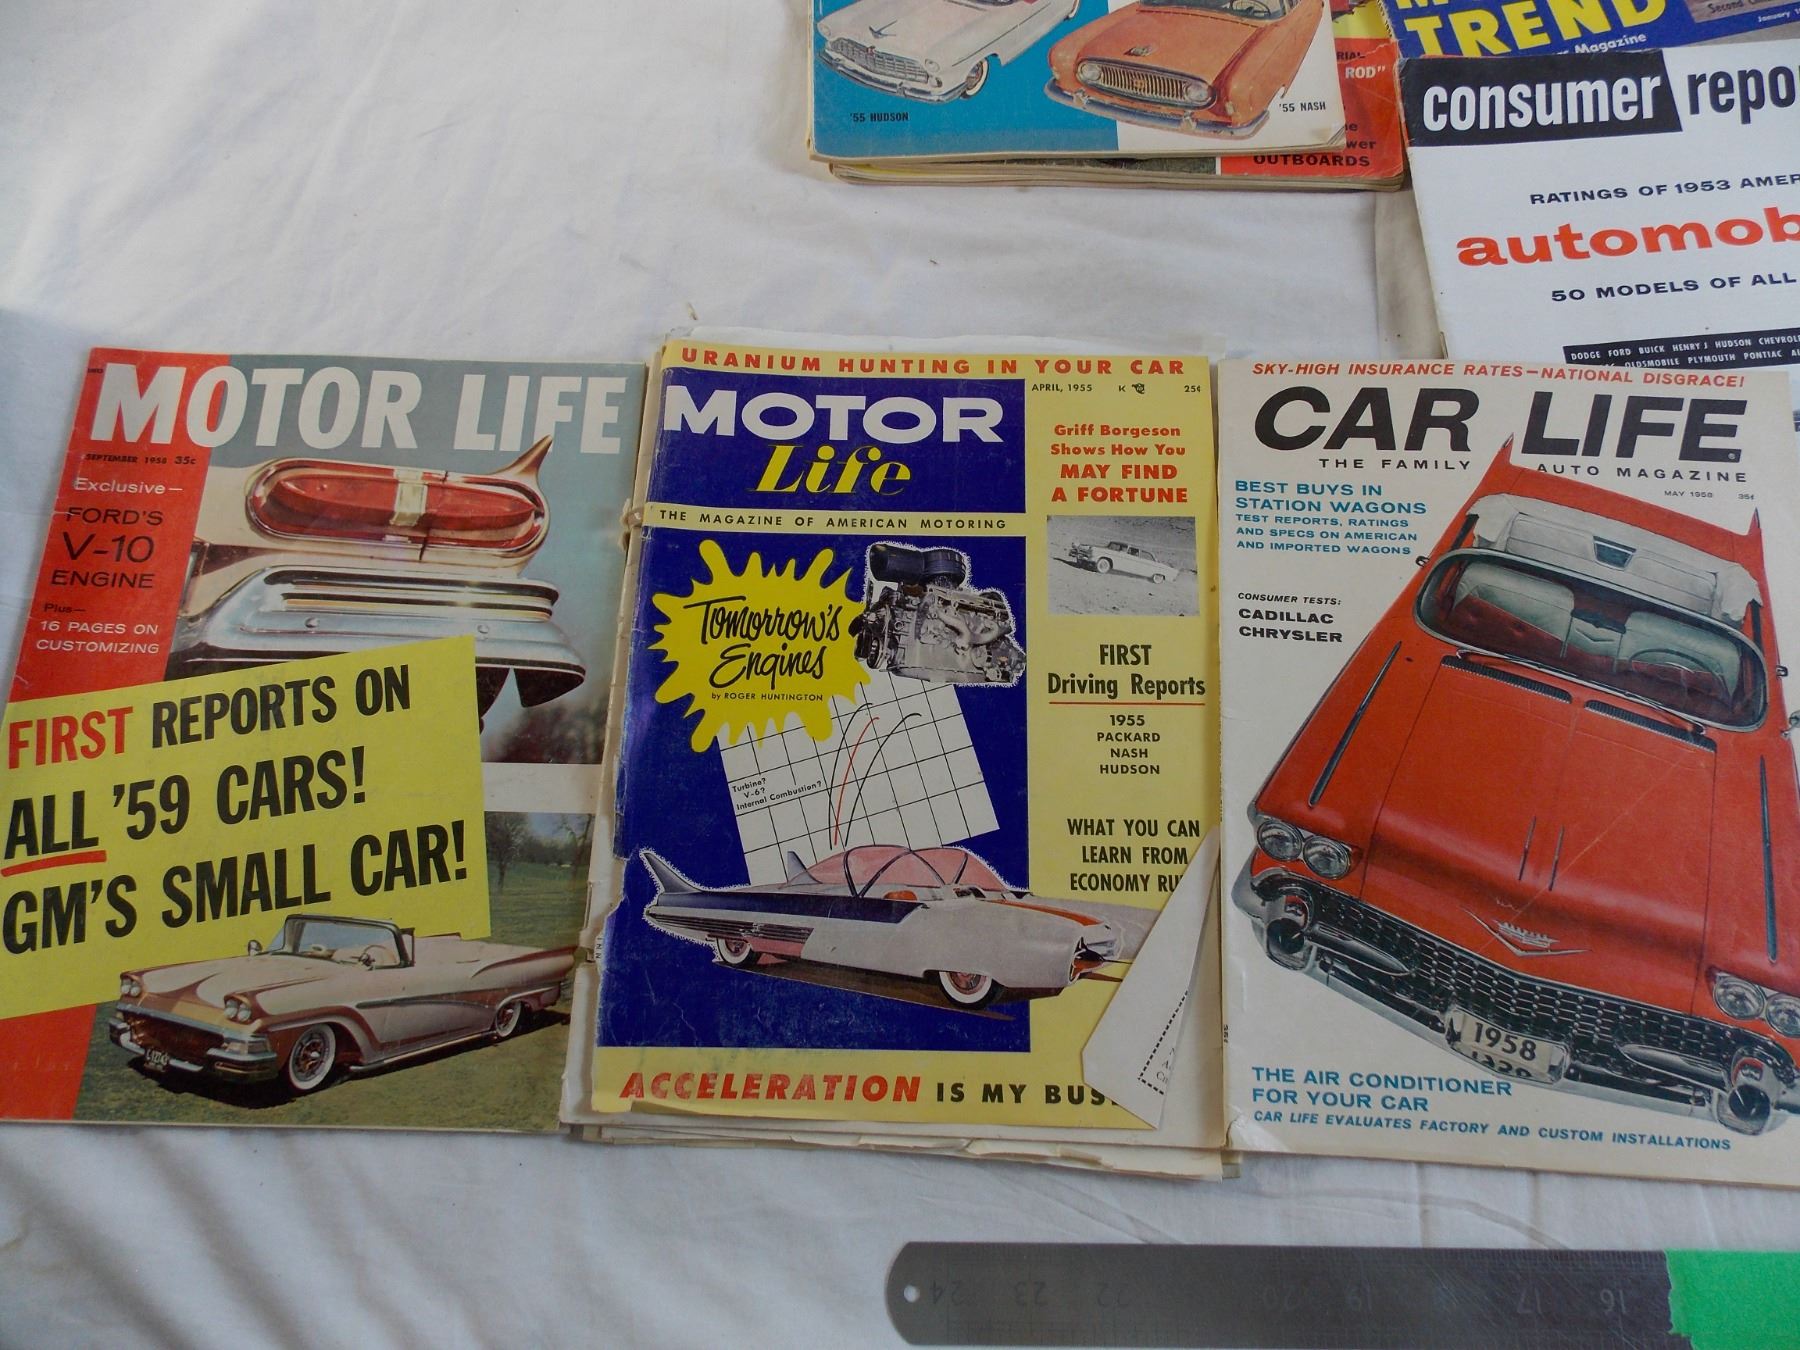 '55 HUDSON
'55 NASH
ROD"
OUTBOARDS
TREND
Magazine
consumer repo
RATINGS OF 1953 AMER
automob
50 MODELS OF ALL
DODGE FORD BUICK HENRY J HUDSON CHEVROL
OLDSMOBILE PLYMOUTH PONTIAC
MOTOR LIFE
SEPTEMBER 1958 35c
Exclusive—
FORD'S
V-10
ENGINE
Plus—
16 PAGES ON
CUSTOMIZING
FIRST REPORTS ON
ALL '59 CARS!
GM'S SMALL CAR!
URANIUM HUNTING IN YOUR CAR
APRIL, 1955 K 25¢
MOTOR
Life
THE MAGAZINE OF AMERICAN MOTORING
Griff Borgeson
Shows How You
MAY FIND
A FORTUNE
Tomorrow's
Engines
by ROGER HUNTINGTON
Turbine?
V-6?
Internal Combustion?
FIRST
Driving Reports
1955
PACKARD
NASH
HUDSON
WHAT YOU CAN
LEARN FROM
ECONOMY RU
ACCELERATION IS MY BUS
SKY-HIGH INSURANCE RATES—NATIONAL DISGRACE!
CAR LIFE
THE FAMILY AUTO MAGAZINE
MAY 1958 35¢
BEST BUYS IN
STATION WAGONS
TEST REPORTS, RATINGS
AND SPECS ON AMERICAN
AND IMPORTED WAGONS
CONSUMER TESTS:
CADILLAC
CHRYSLER
1958
THE AIR CONDITIONER
FOR YOUR CAR
CAR LIFE EVALUATES FACTORY AND CUSTOM INSTALLATIONS
24 23 22 20 19 17 16